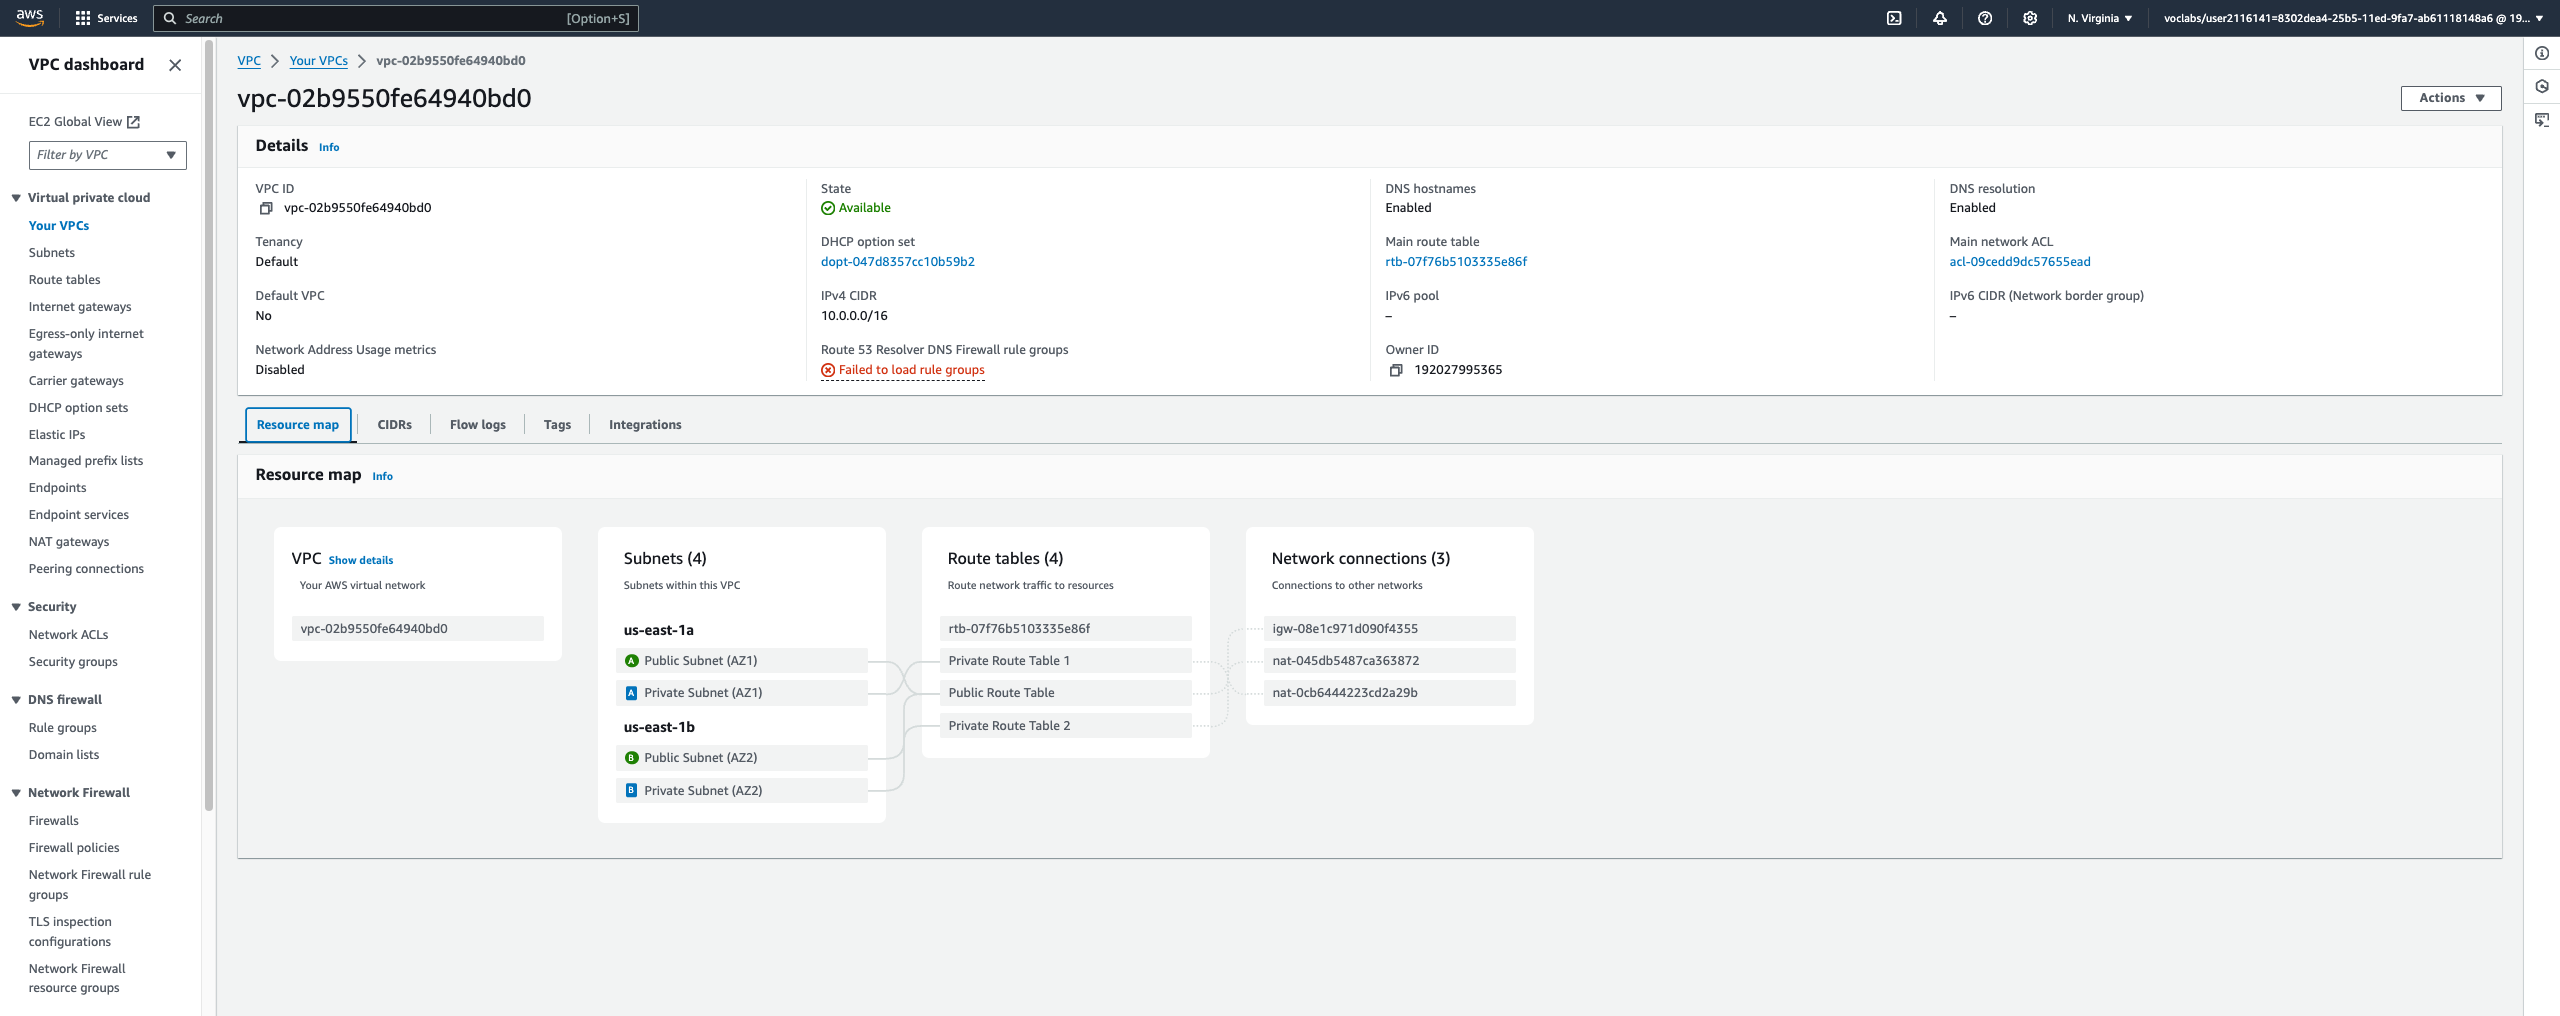 aws
Services
Search
[Option+S]
N. Virginia
voclabs/user2116141=8302dea4-25b5-11ed-9fa7-ab61118148a6 @ 19...
VPC dashboard
EC2 Global View
Filter by VPC
Virtual private cloud
Your VPCs
Subnets
Route tables
Internet gateways
Egress-only internet
gateways
Carrier gateways
DHCP option sets
Elastic IPs
Managed prefix lists
Endpoints
Endpoint services
NAT gateways
Peering connections
Security
Network ACLs
Security groups
DNS firewall
Rule groups
Domain lists
Network Firewall
Firewalls
Firewall policies
Network Firewall rule
groups
TLS inspection
configurations
Network Firewall
resource groups
VPC
Your VPCs
vpc-02b9550fe64940bd0
vpc-02b9550fe64940bd0
Actions
Details Info
VPC ID
vpc-02b9550fe64940bd0
State
Available
DNS hostnames
Enabled
DNS resolution
Enabled
Tenancy
Default
DHCP option set
dopt-047d8357cc10b59b2
Main route table
rtb-07f76b5103335e86f
Main network ACL
acl-09cedd9dc57655ead
Default VPC
No
IPv4 CIDR
10.0.0.0/16
IPv6 pool
–
IPv6 CIDR (Network border group)
–
Network Address Usage metrics
Disabled
Route 53 Resolver DNS Firewall rule groups
Failed to load rule groups
Owner ID
192027995365
Resource map
CIDRs
Flow logs
Tags
Integrations
Resource map Info
VPC Show details
Your AWS virtual network
vpc-02b9550fe64940bd0
Subnets (4)
Subnets within this VPC
us-east-1a
A Public Subnet (AZ1)
A Private Subnet (AZ1)
us-east-1b
B Public Subnet (AZ2)
B Private Subnet (AZ2)
Route tables (4)
Route network traffic to resources
rtb-07f76b5103335e86f
Private Route Table 1
Public Route Table
Private Route Table 2
Network connections (3)
Connections to other networks
igw-08e1c971d090f4355
nat-045db5487ca363872
nat-0cb6444223cd2a29b